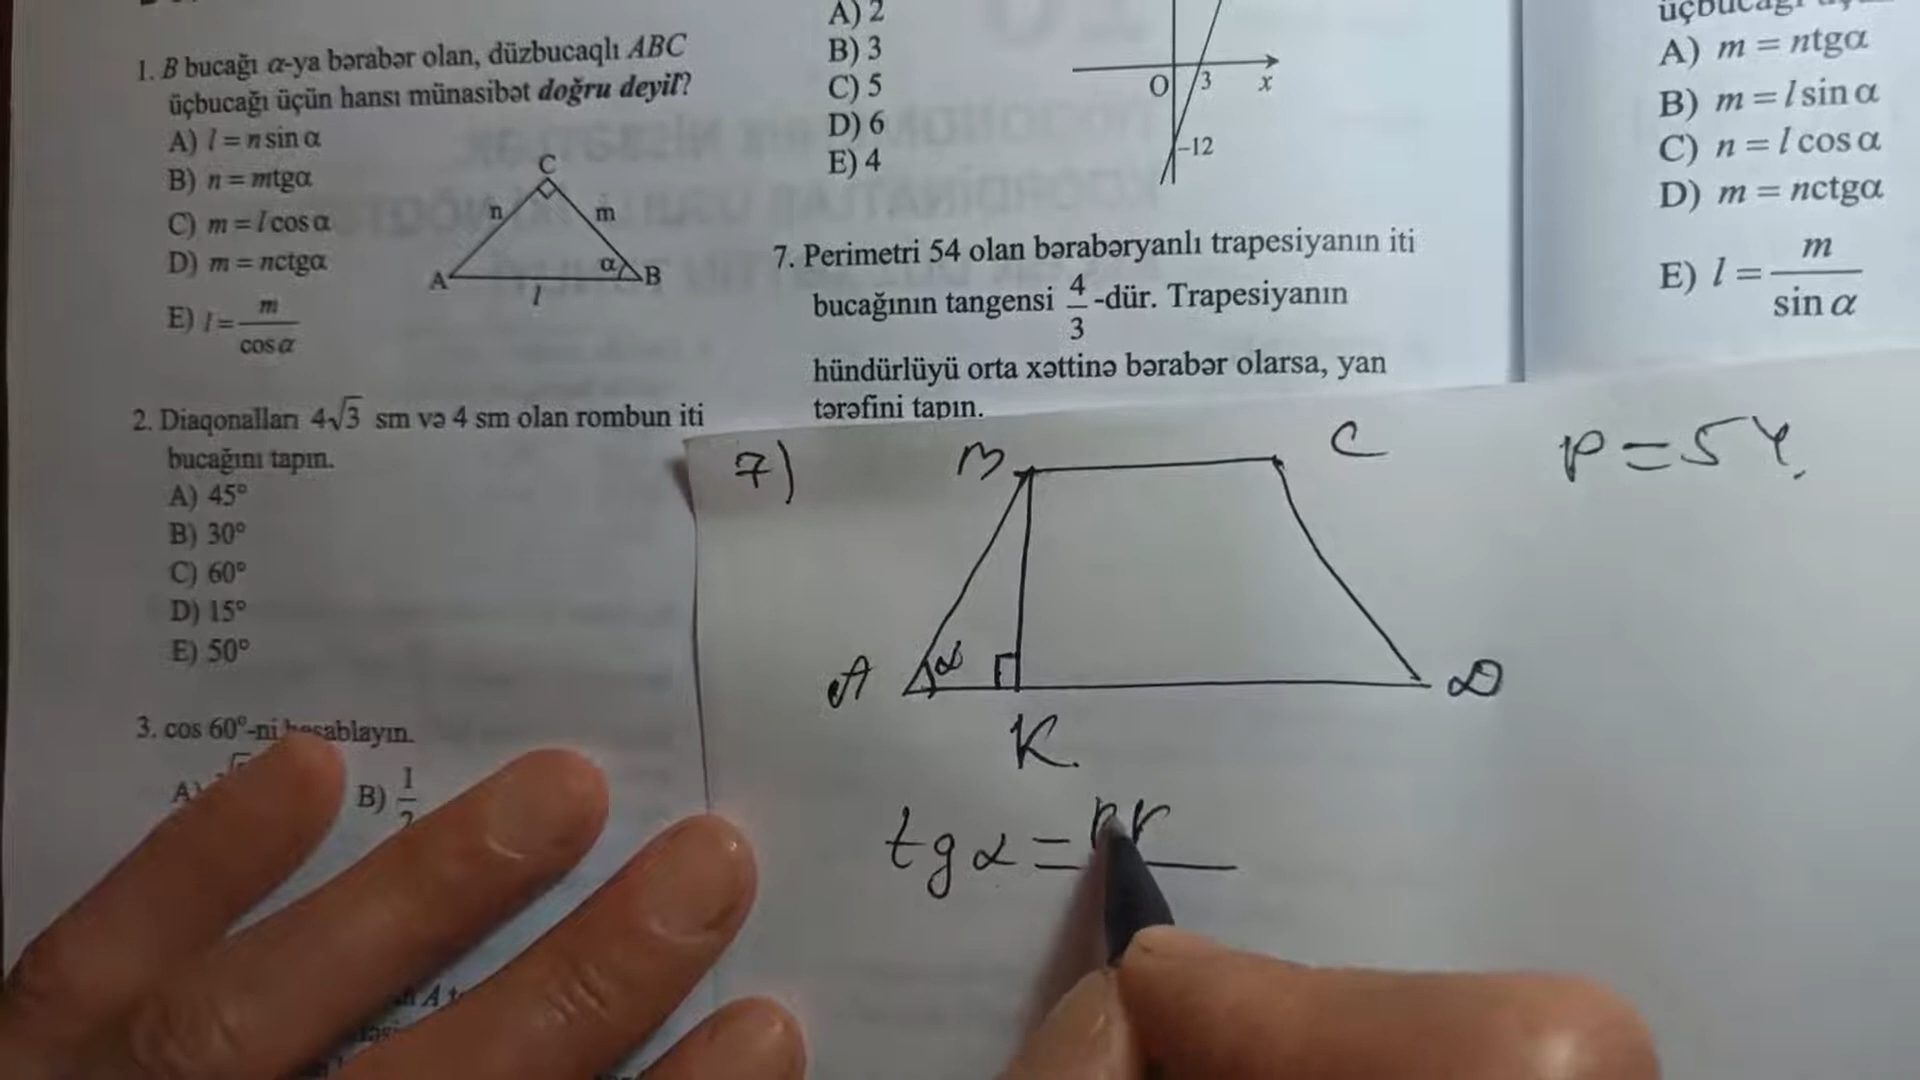 1. B bucağı α-ya bərabər olan, düzbucaqlı ABC
üçbucağı üçün hansı münasibət doğru deyil?
A) l = n sin α
B) n = mtgα
C) m = l cos α
D) m = nctgα
E) l = m/cos α
C
n
m
A
α
B
l
2. Diaqonalları 4√3 sm və 4 sm olan rombun iti
bucağını tapın.
A) 45°
B) 30°
C) 60°
D) 15°
E) 50°
3. cos 60°-ni hesablayın.
A)
B) 1/2
A) 2
B) 3
C) 5
D) 6
E) 4
O
3
x
-12
7. Perimetri 54 olan bərabəryanlı trapesiyanın iti
bucağının tangensi 4/3 -dür. Trapesiyanın
hündürlüyü orta xəttinə bərabər olarsa, yan
tərəfini tapın.
üçbucağı
A) m = ntgα
B) m = l sin α
C) n = l cos α
D) m = nctgα
E) l = m/sin α
7)
B
C
P = 54.
A
α
D
K.
tg α =